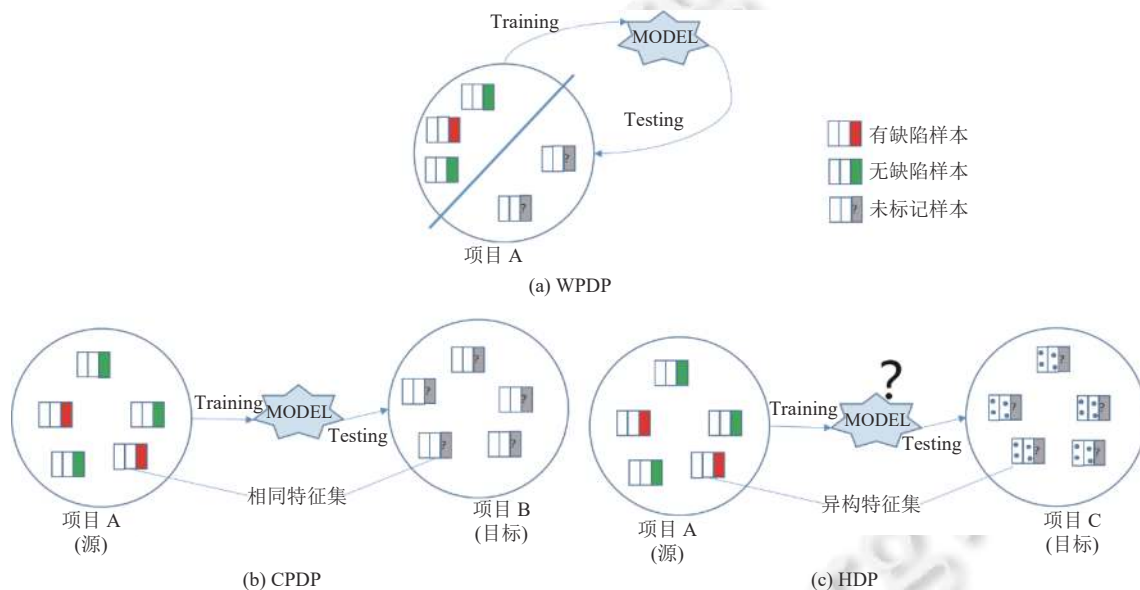 Training
MODEL
Testing
?
?
有缺陷样本
无缺陷样本
? 未标记样本
项目 A
(a) WPDP
Training
MODEL
Testing
?
?
?
?
?
相同特征集
项目 A
(源)
项目 B
(目标)
(b) CPDP
?
Training
MODEL
Testing
?
?
?
?
?
异构特征集
项目 A
(源)
项目 C
(目标)
(c) HDP